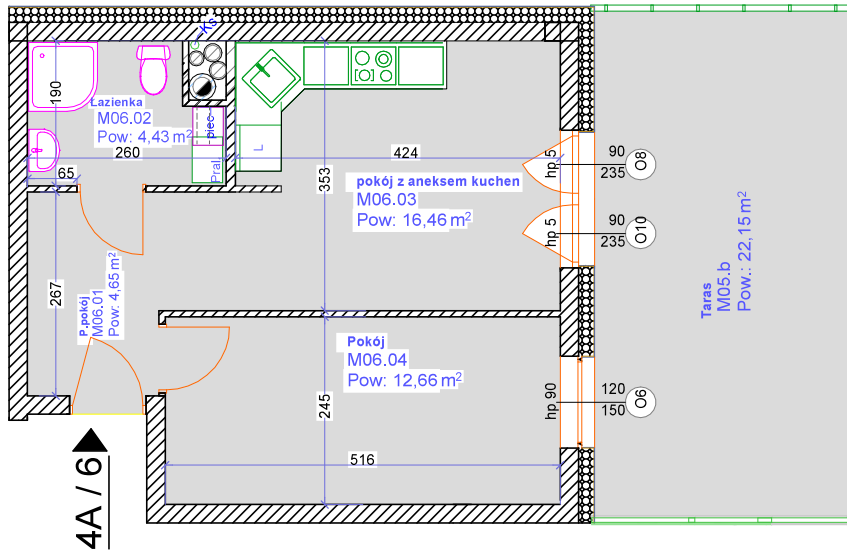 Ks
190
Łazienka
M06.02
Pow: 4,43 m²
piec
Pral.
260
65
L
424
353
pokój z aneksem kuchen
M06.03
Pow: 16,46 m²
hp 5
90
235
O8
hp 5
90
235
O10
267
P.pokój
M06.01
Pow: 4,65 m²
Pokój
M06.04
Pow: 12,66 m²
245
516
hp 90
120
150
O6
Taras
M05.b
Pow.: 22,15 m²
4A / 6